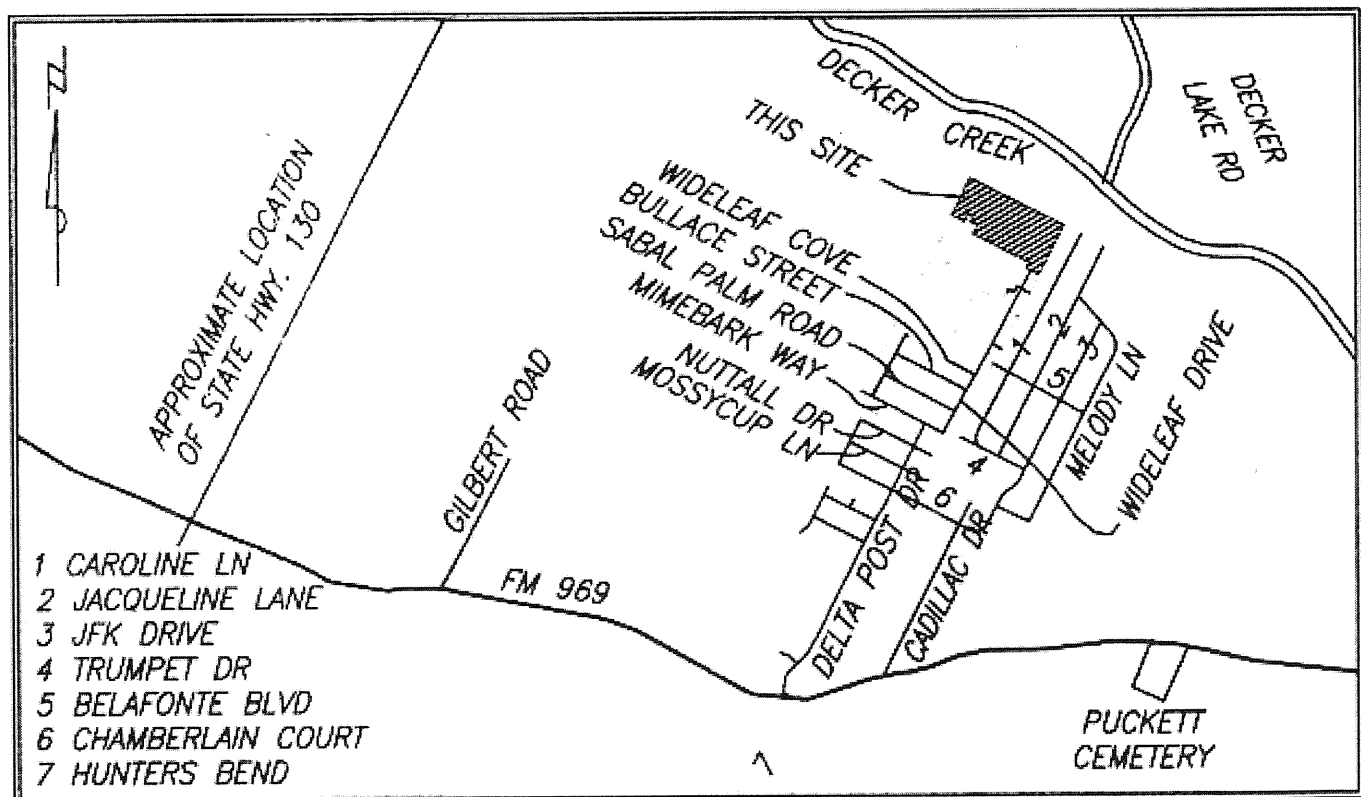 DECKER
CREEK
DECKER
LAKE RD
THIS SITE
WIDELEAF COVE
BULLACE STREET
SABAL PALM ROAD
MIMEBARK WAY
NUTTALL DR
MOSSYCUP LN
APPROXIMATE LOCATION
OF STATE HWY. 130
GILBERT ROAD
FM 969
DELTA POST DR
CADILLAC DR
MELODY LN
WIDELEAF DRIVE
1
2
3
5
4
6
7
1 CAROLINE LN
2 JACQUELINE LANE
3 JFK DRIVE
4 TRUMPET DR
5 BELAFONTE BLVD
6 CHAMBERLAIN COURT
7 HUNTERS BEND
PUCKETT
CEMETERY